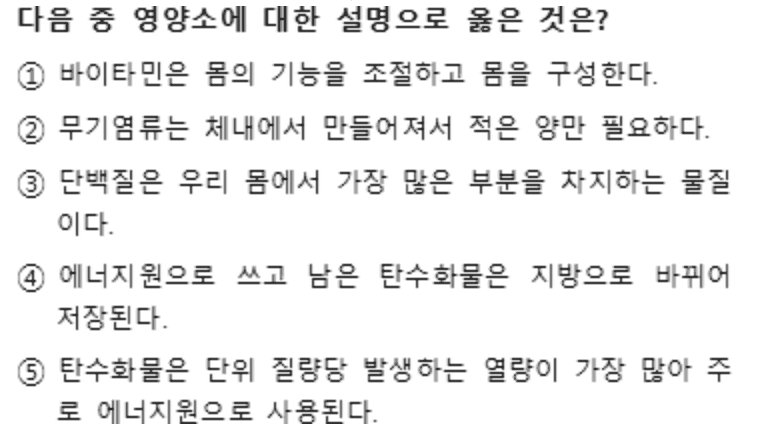 다음 중 영양소에 대한 설명으로 옳은 것은?
① 바이타민은 몸의 기능을 조절하고 몸을 구성한다.
② 무기염류는 체내에서 만들어져서 적은 양만 필요하다.
③ 단백질은 우리 몸에서 가장 많은 부분을 차지하는 물질
이다.
④ 에너지원으로 쓰고 남은 탄수화물은 지방으로 바뀌어
저장된다.
⑤ 탄수화물은 단위 질량당 발생하는 열량이 가장 많아 주
로 에너지원으로 사용된다.